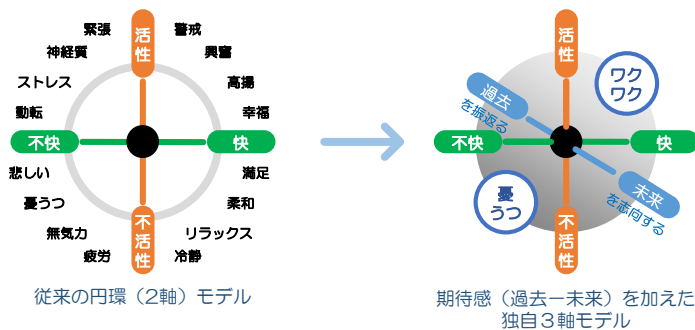 緊張
警戒
神経質
興奮
ストレス
高揚
動転
幸福
活性
不快
快
悲しい
満足
憂うつ
柔和
無気力
リラックス
疲労
冷静
不活性
従来の円環（2軸）モデル
活性
ワク
ワク
過去
を振返る
不快
快
未来
を志向する
憂
うつ
不活性
期待感（過去ー未来）を加えた
独自３軸モデル